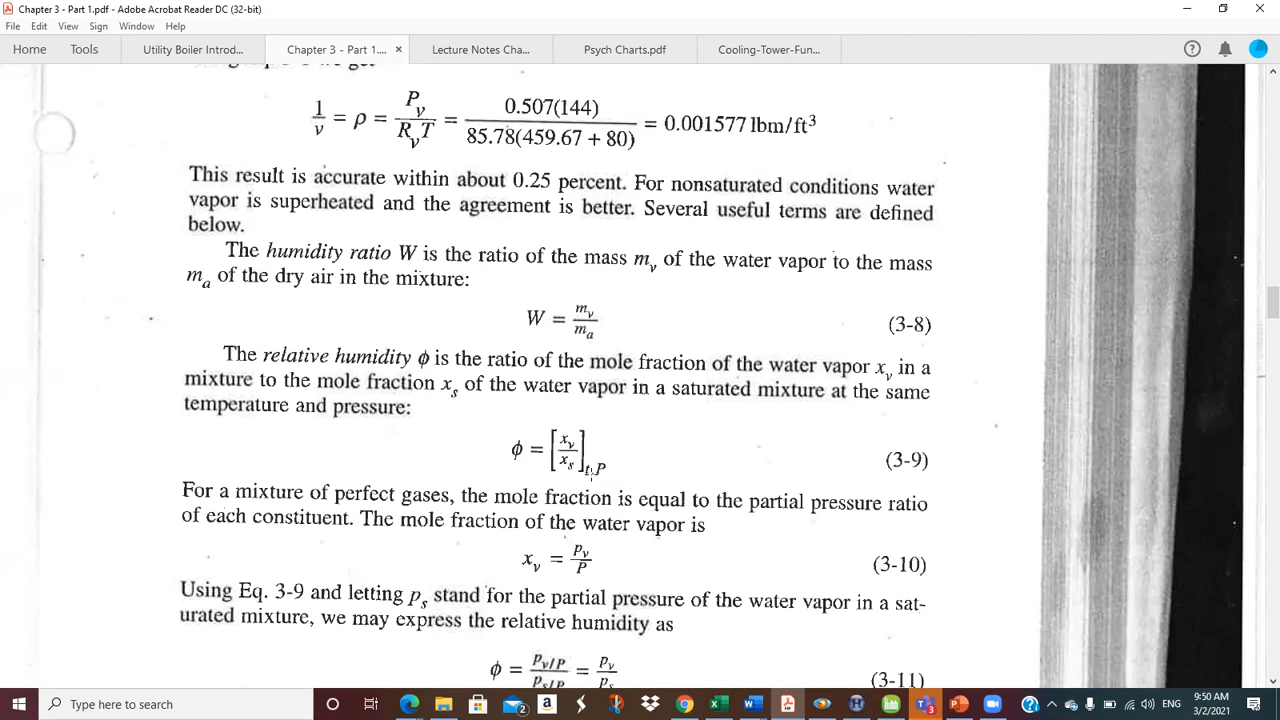 Chapter 3 - Part 1.pdf - Adobe Acrobat Reader DC (32-bit)
File Edit View Sign Window Help
Home Tools Utility Boiler Introd... Chapter 3 - Part 1.... × Lecture Notes Cha... Psych Charts.pdf Cooling-Tower-Fun...
we get
1/v = ρ = P_v/R_vT = 0.507(144)/85.78(459.67 + 80) = 0.001577 lbm/ft³
This result is accurate within about 0.25 percent. For nonsaturated conditions water
vapor is superheated and the agreement is better. Several useful terms are defined
below.
The humidity ratio W is the ratio of the mass m_v of the water vapor to the mass
m_a of the dry air in the mixture:
W = m_v/m_a (3-8)
The relative humidity ϕ is the ratio of the mole fraction of the water vapor x_v in a
mixture to the mole fraction x_s of the water vapor in a saturated mixture at the same
temperature and pressure:
ϕ = [x_v/x_s]_t,P (3-9)
For a mixture of perfect gases, the mole fraction is equal to the partial pressure ratio
of each constituent. The mole fraction of the water vapor is
x_v = p_v/P (3-10)
Using Eq. 3-9 and letting p_s stand for the partial pressure of the water vapor in a sat-
urated mixture, we may express the relative humidity as
ϕ = p_v/P / p_s/P = p_v/p_s (3-11)
Type here to search
ENG
9:50 AM
3/2/2021